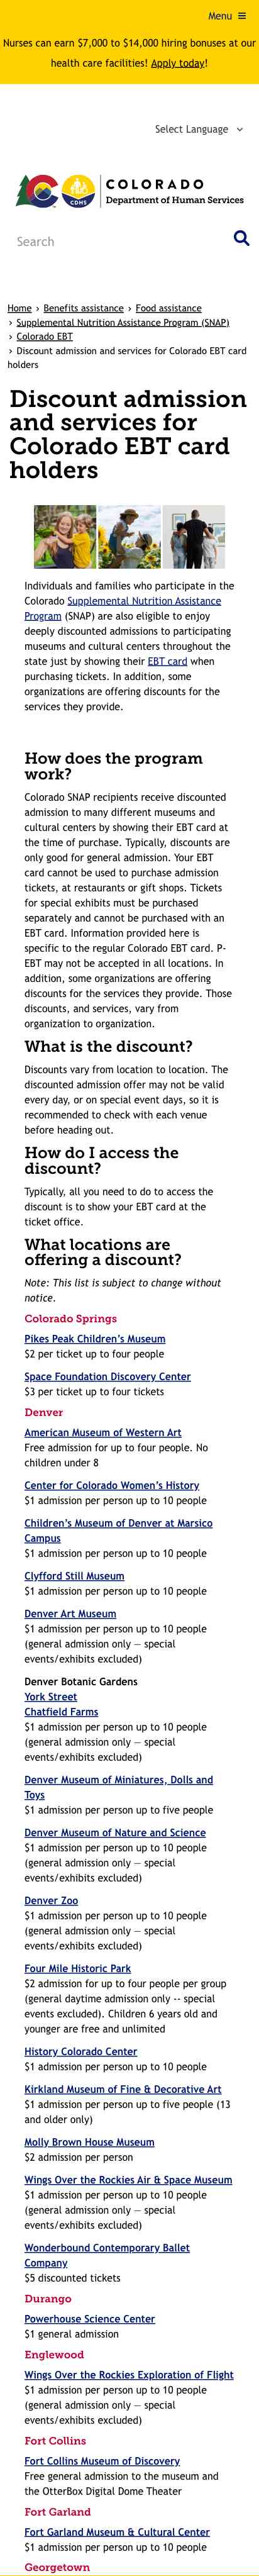 Menu ≡
Nurses can earn $7,000 to $14,000 hiring bonuses at our
health care facilities! Apply today!
Select Language
COLORADO
Department of Human Services
CDHS
Search
Home › Benefits assistance › Food assistance
› Supplemental Nutrition Assistance Program (SNAP)
› Colorado EBT
› Discount admission and services for Colorado EBT card
holders
Discount admission
and services for
Colorado EBT card
holders
Individuals and families who participate in the
Colorado Supplemental Nutrition Assistance
Program (SNAP) are also eligible to enjoy
deeply discounted admissions to participating
museums and cultural centers throughout the
state just by showing their EBT card when
purchasing tickets. In addition, some
organizations are offering discounts for the
services they provide.
How does the program
work?
Colorado SNAP recipients receive discounted
admission to many different museums and
cultural centers by showing their EBT card at
the time of purchase. Typically, discounts are
only good for general admission. Your EBT
card cannot be used to purchase admission
tickets, at restaurants or gift shops. Tickets
for special exhibits must be purchased
separately and cannot be purchased with an
EBT card. Information provided here is
specific to the regular Colorado EBT card. P-
EBT may not be accepted in all locations. In
addition, some organizations are offering
discounts for the services they provide. Those
discounts, and services, vary from
organization to organization.
What is the discount?
Discounts vary from location to location. The
discounted admission offer may not be valid
every day, or on special event days, so it is
recommended to check with each venue
before heading out.
How do I access the
discount?
Typically, all you need to do to access the
discount is to show your EBT card at the
ticket office.
What locations are
offering a discount?
Note: This list is subject to change without
notice.
Colorado Springs
Pikes Peak Children’s Museum
$2 per ticket up to four people
Space Foundation Discovery Center
$3 per ticket up to four tickets
Denver
American Museum of Western Art
Free admission for up to four people. No
children under 8
Center for Colorado Women’s History
$1 admission per person up to 10 people
Children’s Museum of Denver at Marsico
Campus
$1 admission per person up to 10 people
Clyfford Still Museum
$1 admission per person up to 10 people
Denver Art Museum
$1 admission per person up to 10 people
(general admission only — special
events/exhibits excluded)
Denver Botanic Gardens
York Street
Chatfield Farms
$1 admission per person up to 10 people
(general admission only — special
events/exhibits excluded)
Denver Museum of Miniatures, Dolls and
Toys
$1 admission per person up to five people
Denver Museum of Nature and Science
$1 admission per person up to 10 people
(general admission only — special
events/exhibits excluded)
Denver Zoo
$1 admission per person up to 10 people
(general admission only — special
events/exhibits excluded)
Four Mile Historic Park
$2 admission for up to four people per group
(general daytime admission only -- special
events excluded). Children 6 years old and
younger are free and unlimited
History Colorado Center
$1 admission per person up to 10 people
Kirkland Museum of Fine & Decorative Art
$1 admission per person up to five people (13
and older only)
Molly Brown House Museum
$2 admission per person
Wings Over the Rockies Air & Space Museum
$1 admission per person up to 10 people
(general admission only — special
events/exhibits excluded)
Wonderbound Contemporary Ballet
Company
$5 discounted tickets
Durango
Powerhouse Science Center
$1 general admission
Englewood
Wings Over the Rockies Exploration of Flight
$1 admission per person up to 10 people
(general admission only — special
events/exhibits excluded)
Fort Collins
Fort Collins Museum of Discovery
Free general admission to the museum and
the OtterBox Digital Dome Theater
Fort Garland
Fort Garland Museum & Cultural Center
$1 admission per person up to 10 people
Georgetown